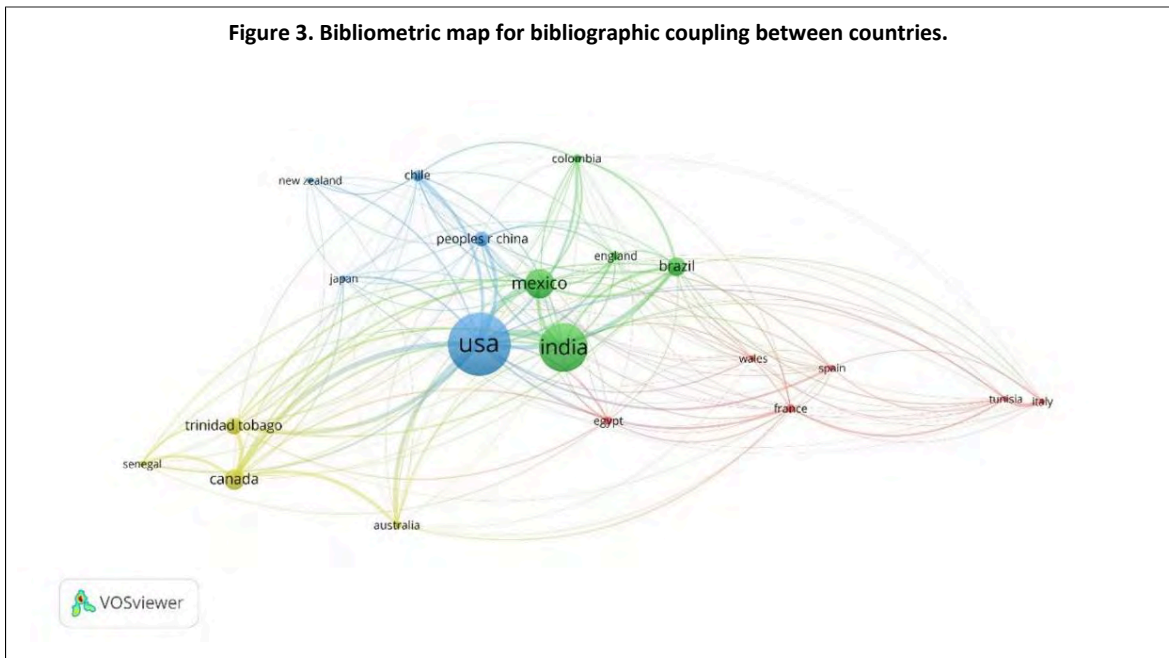 Figure 3. Bibliometric map for bibliographic coupling between countries.
colombia
new zealand
chile
peoples r china
england
brazil
japan
mexico
usa
india
wales
spain
tunisia
italy
france
egypt
trinidad tobago
senegal
canada
australia
VOSviewer